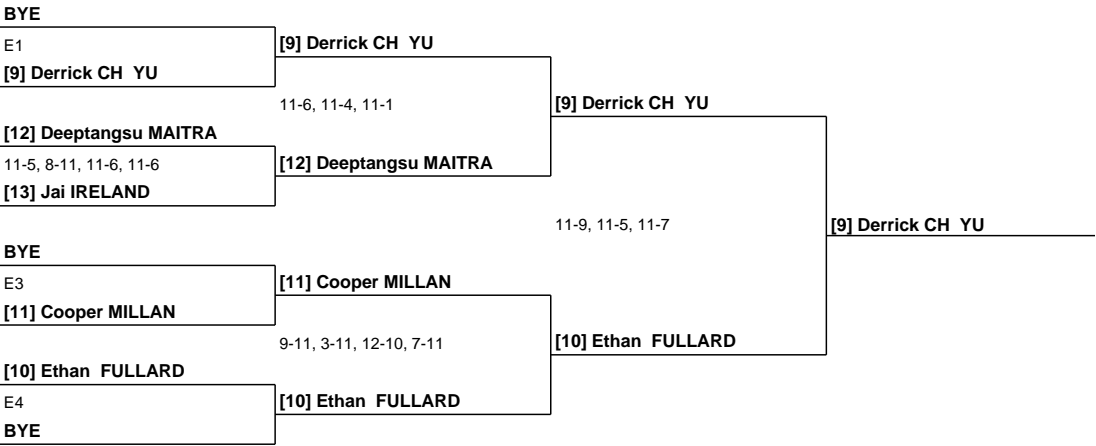 BYE
E1
[9] Derrick CH  YU
[9] Derrick CH  YU
11-6, 11-4, 11-1
[9] Derrick CH  YU
[12] Deeptangsu MAITRA
11-5, 8-11, 11-6, 11-6
[12] Deeptangsu MAITRA
[13] Jai IRELAND
11-9, 11-5, 11-7
[9] Derrick CH  YU
BYE
E3
[11] Cooper MILLAN
[11] Cooper MILLAN
9-11, 3-11, 12-10, 7-11
[10] Ethan  FULLARD
[10] Ethan  FULLARD
E4
[10] Ethan  FULLARD
BYE